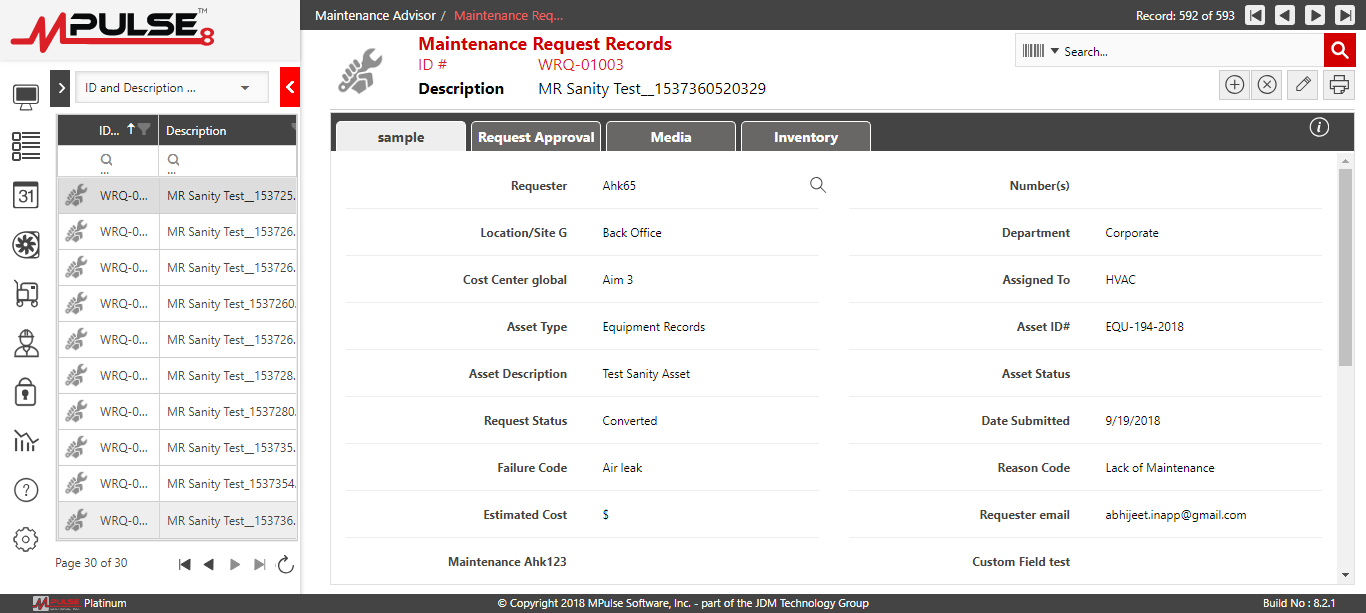 MPULSE™ 8
Maintenance Advisor / Maintenance Req...
Record: 592 of 593
Maintenance Request Records
ID # WRQ-01003
Description MR Sanity Test__1537360520329
Search...
ID and Description ...
ID... Description
... ...
WRQ-0... MR Sanity Test__153725.
WRQ-0... MR Sanity Test__153726.
WRQ-0... MR Sanity Test__153726.
WRQ-0... MR Sanity Test_1537260.
WRQ-0... MR Sanity Test__153726.
WRQ-0... MR Sanity Test__153728.
WRQ-0... MR Sanity Test_1537280.
WRQ-0... MR Sanity Test__153735.
WRQ-0... MR Sanity Test_1537354.
WRQ-0... MR Sanity Test__153736.
Page 30 of 30
31
?
sample Request Approval Media Inventory
i
Requester Ahk65 Number(s)
Location/Site G Back Office Department Corporate
Cost Center global Aim 3 Assigned To HVAC
Asset Type Equipment Records Asset ID# EQU-194-2018
Asset Description Test Sanity Asset Asset Status
Request Status Converted Date Submitted 9/19/2018
Failure Code Air leak Reason Code Lack of Maintenance
Estimated Cost $ Requester email abhijeet.inapp@gmail.com
Maintenance Ahk123 Custom Field test
MPULSE Platinum
© Copyright 2018 MPulse Software, Inc. - part of the JDM Technology Group
Build No : 8.2.1